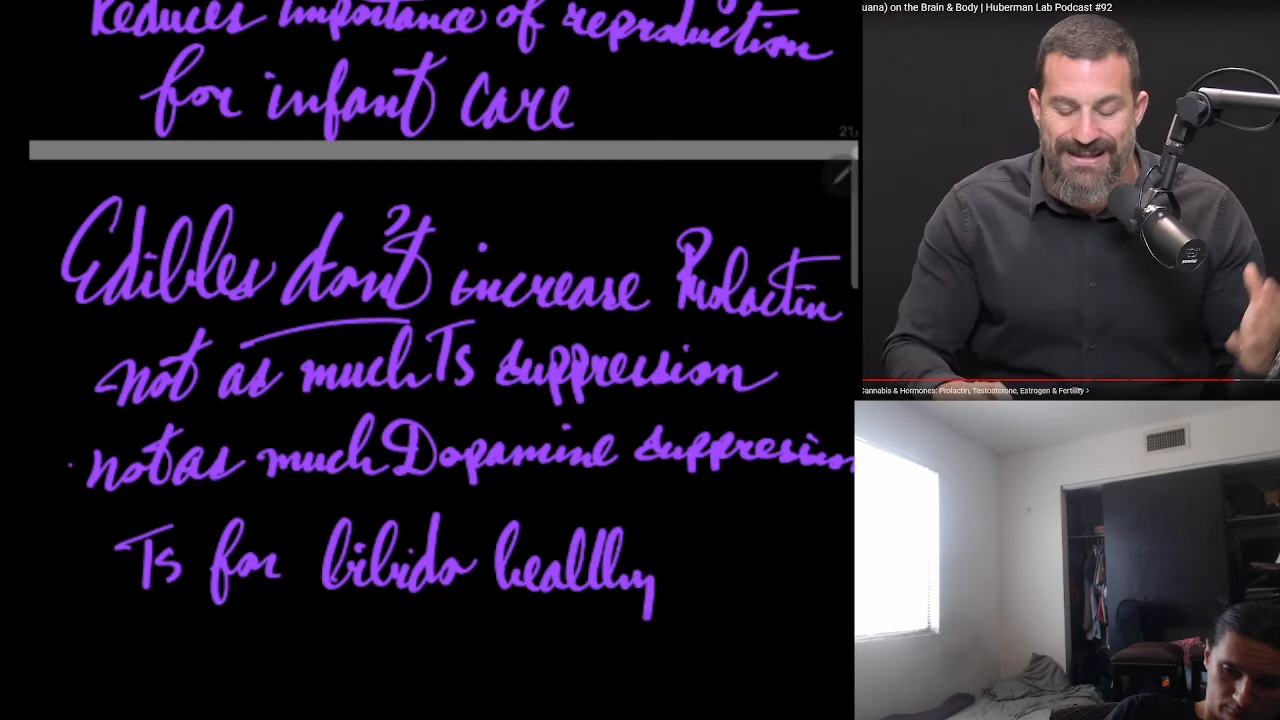 Reduces importance of reproduction
for infant care
21,
Edibles don't increase Prolactin
not as much Ts suppression
not as much Dopamine suppresion
Ts for libido healthy
uana) on the Brain & Body | Huberman Lab Podcast #92
Cannabis & Hormones: Prolactin, Testosterone, Estrogen & Fertility >